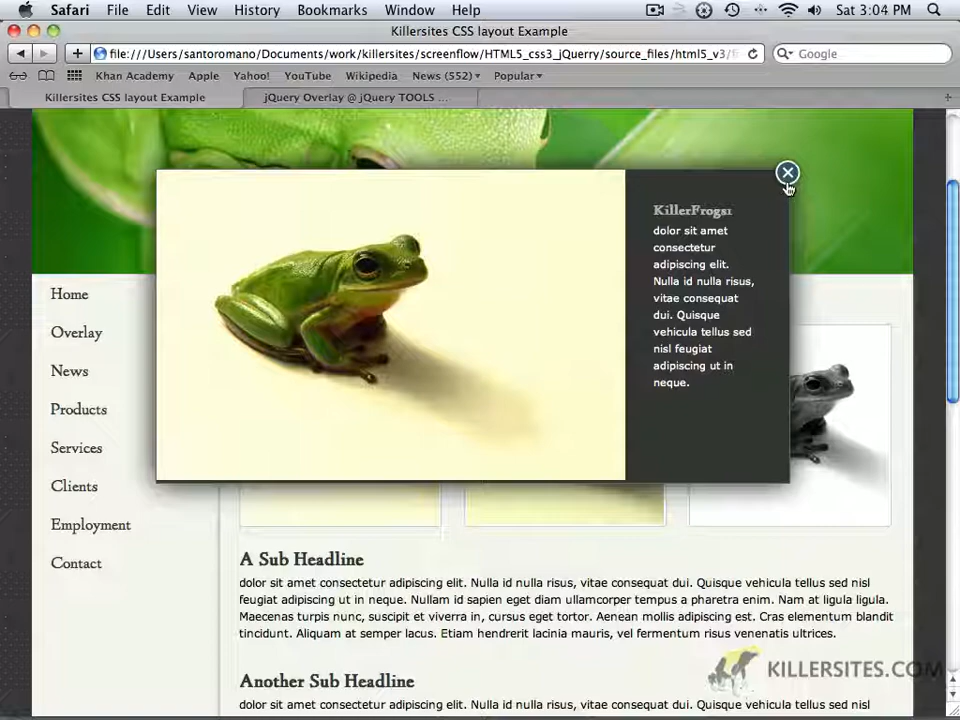 Safari File Edit View History Bookmarks Window Help Sat 3:04 PM
Killersites CSS layout Example
file:///Users/santoromano/Documents/work/killersites/screenflow/HTML5_css3_jQuerry/source_files/html5_v3/ Google
Khan Academy Apple Yahoo! YouTube Wikipedia News (552) Popular
Killersites CSS layout Example jQuery Overlay @ jQuery TOOLS ...
Home
Overlay
News
Products
Services
Clients
Employment
Contact
KillerFrogs1
dolor sit amet
consectetur
adipiscing elit.
Nulla id nulla risus,
vitae consequat
dui. Quisque
vehicula tellus sed
nisl feugiat
adipiscing ut in
neque.
A Sub Headline
dolor sit amet consectetur adipiscing elit. Nulla id nulla risus, vitae consequat dui. Quisque vehicula tellus sed nisl
feugiat adipiscing ut in neque. Nullam id sapien eget diam ullamcorper tempus a pharetra enim. Nam at ligula ligula.
Maecenas turpis nunc, suscipit et viverra in, cursus eget tortor. Aenean mollis adipiscing est. Cras elementum blandit
tincidunt. Aliquam at semper lacus. Etiam hendrerit lacinia mauris, vel fermentum risus venenatis ultrices.
Another Sub Headline
dolor sit amet consectetur adipiscing elit. Nulla id nulla risus, vitae consequat dui. Quisque vehicula tellus sed nisl
KILLERSITES.COM